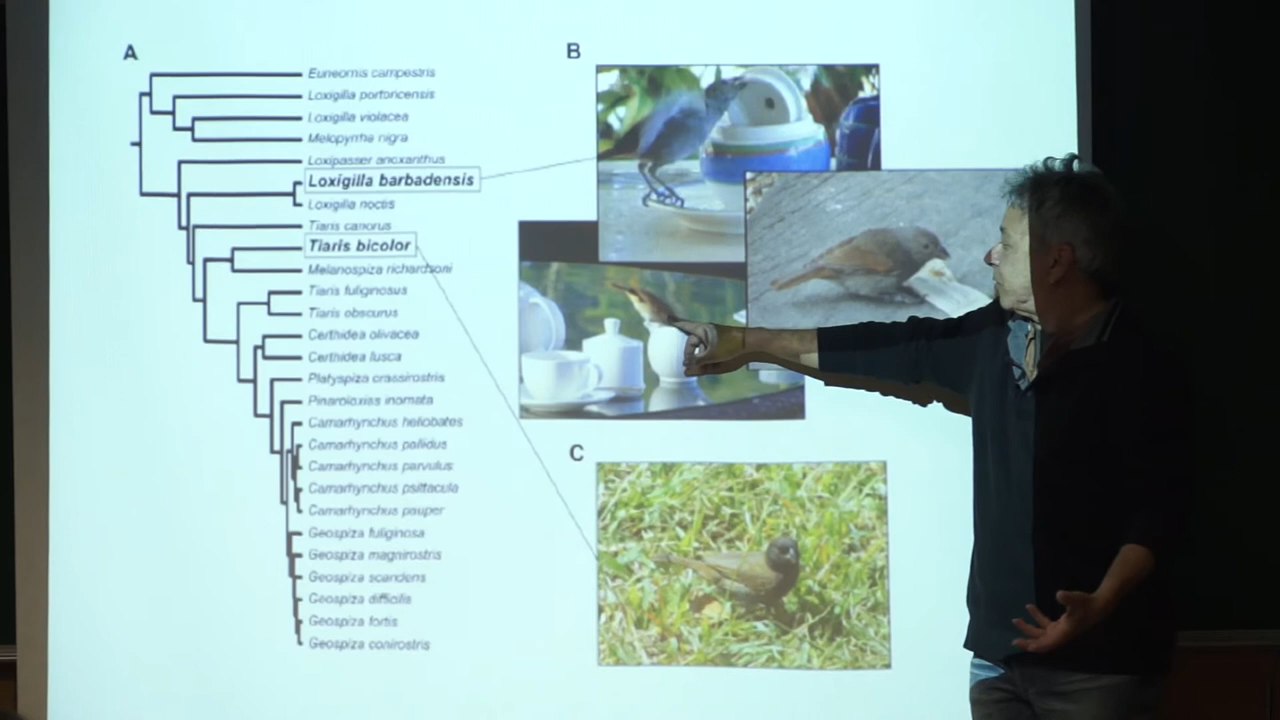 A
Euneornis campestris
Loxigilla portoricensis
Loxigilla violacea
Melopyrrha nigra
Loxipasser anoxanthus
Loxigilla barbadensis
Loxigilla noctis
Tiaris canorus
Tiaris bicolor
Melanospiza richardsoni
Tiaris fuliginosus
Tiaris obscurus
Certhidea olivacea
Certhidea fusca
Platyspiza crassirostris
Pinaroloxias inornata
Camarhynchus heliobates
Camarhynchus pallidus
Camarhynchus parvulus
Camarhynchus psittacula
Camarhynchus pauper
Geospiza fuliginosa
Geospiza magnirostris
Geospiza scandens
Geospiza difficilis
Geospiza fortis
Geospiza conirostris
B
C